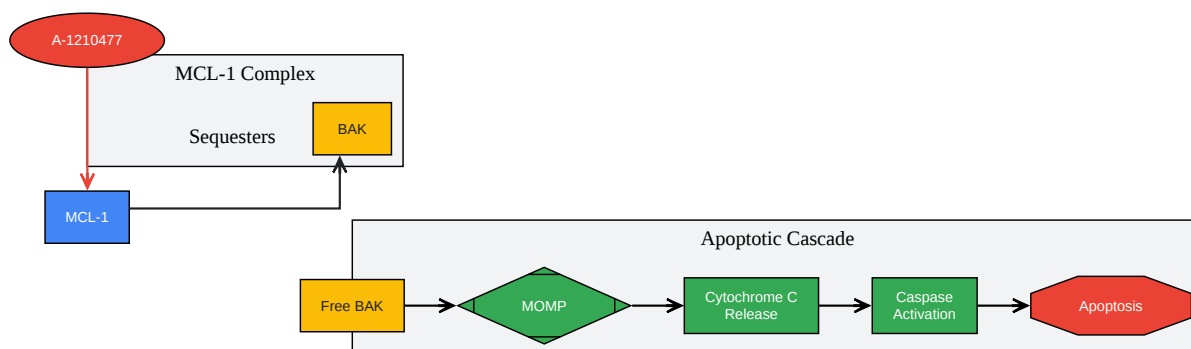 A-1210477
MCL-1 Complex
Sequesters
BAK
MCL-1
Apoptotic Cascade
Free BAK
MOMP
Cytochrome C
Release
Caspase
Activation
Apoptosis